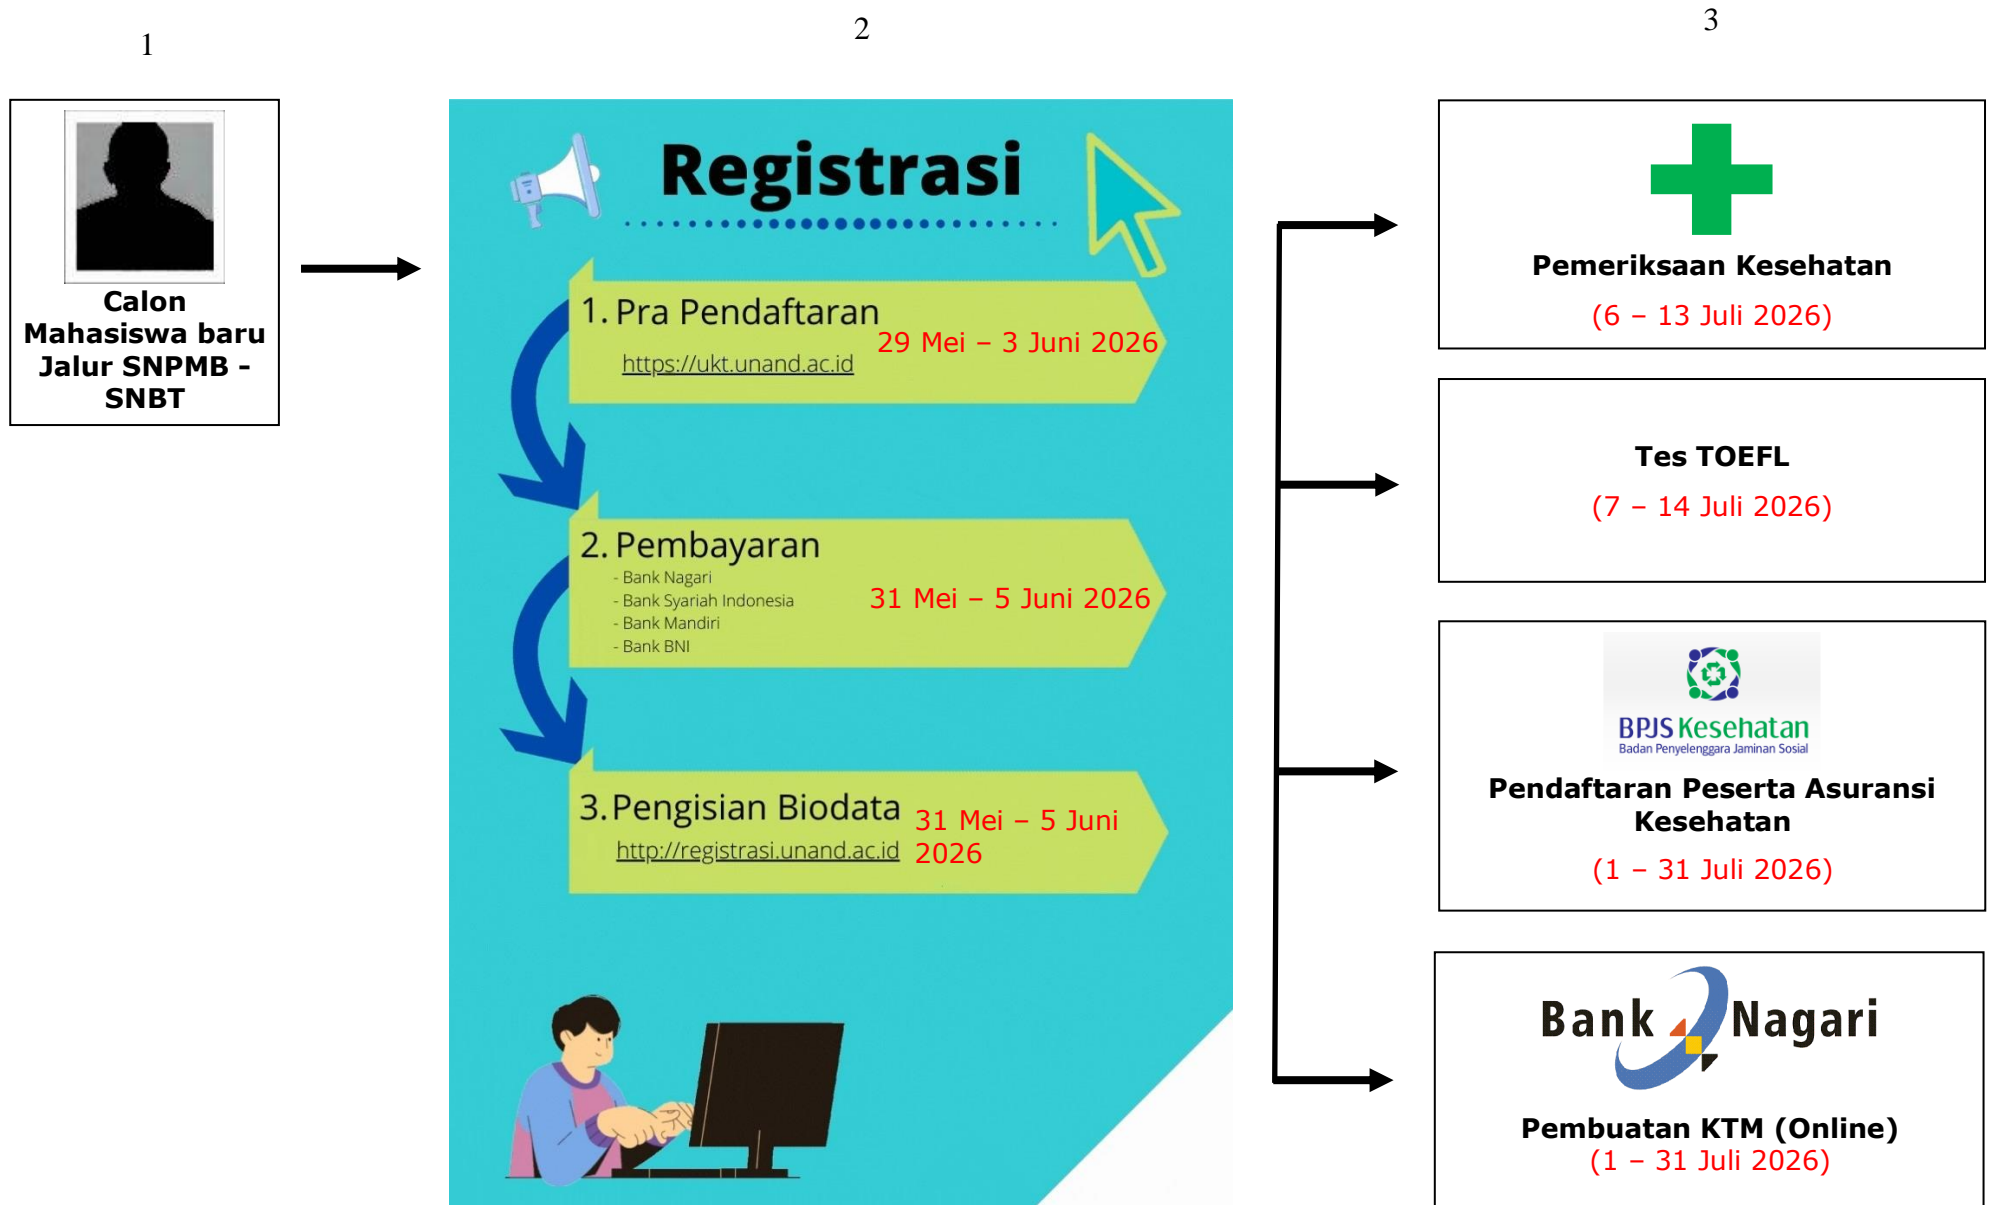 1
2
3
Calon
Mahasiswa baru
Jalur SNPMB -
SNBT
Registrasi
1. Pra Pendaftaran
29 Mei – 3 Juni 2026
https://ukt.unand.ac.id
2. Pembayaran
- Bank Nagari
- Bank Syariah Indonesia
- Bank Mandiri
- Bank BNI
31 Mei – 5 Juni 2026
3. Pengisian Biodata
http://registrasi.unand.ac.id
31 Mei – 5 Juni
2026
Pemeriksaan Kesehatan
(6 – 13 Juli 2026)
Tes TOEFL
(7 – 14 Juli 2026)
BPJS Kesehatan
Badan Penyelenggara Jaminan Sosial
Pendaftaran Peserta Asuransi
Kesehatan
(1 – 31 Juli 2026)
Bank Nagari
Pembuatan KTM (Online)
(1 – 31 Juli 2026)